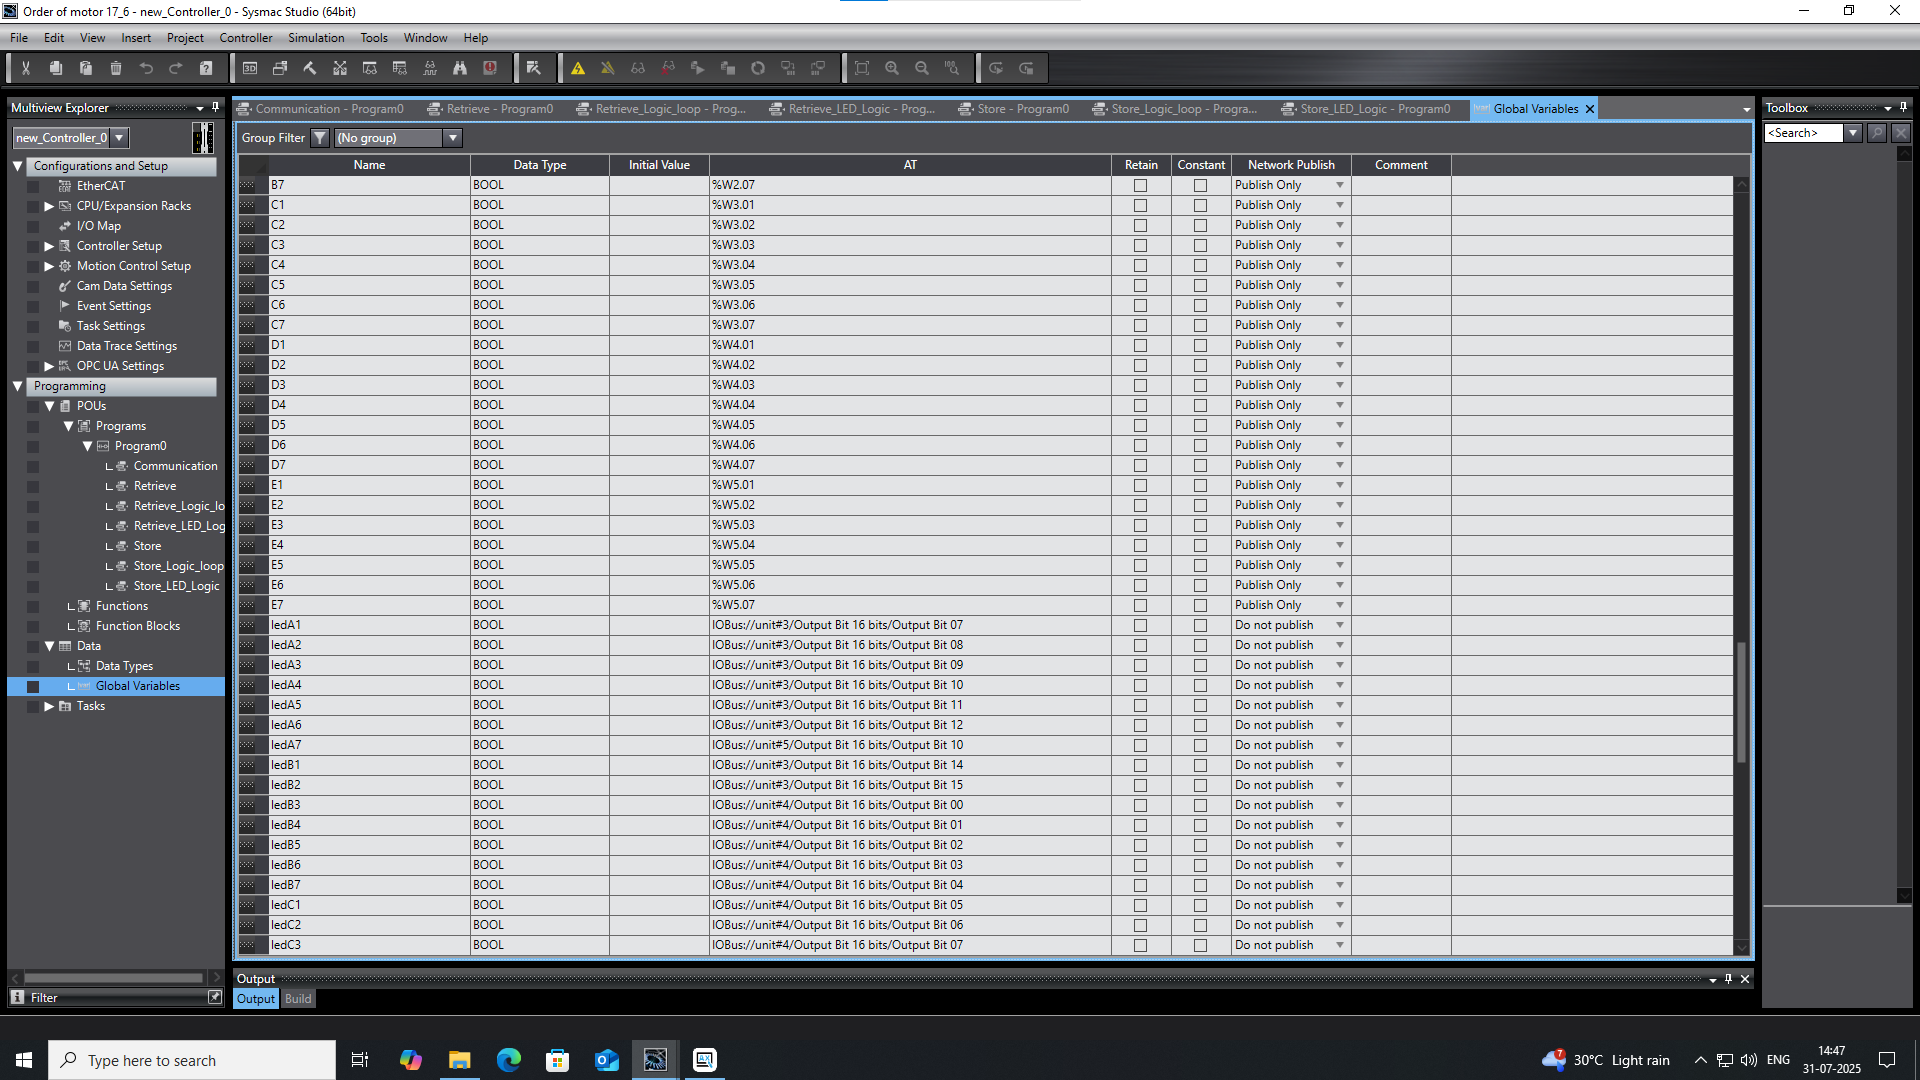 Order of motor 17_6 - new_Controller_0 - Sysmac Studio (64bit)
File Edit View Insert Project Controller Simulation Tools Window Help
Multiview Explorer
new_Controller_0
Configurations and Setup
EtherCAT
CPU/Expansion Racks
I/O Map
Controller Setup
Motion Control Setup
Cam Data Settings
Event Settings
Task Settings
Data Trace Settings
OPC UA Settings
Programming
POUs
Programs
Program0
Communication
Retrieve
Retrieve_Logic_lo
Retrieve_LED_Log
Store
Store_Logic_loop
Store_LED_Logic
Functions
Function Blocks
Data
Data Types
Global Variables
Tasks
Filter
Communication - Program0 Retrieve - Program0 Retrieve_Logic_loop - Prog... Retrieve_LED_Logic - Prog... Store - Program0 Store_Logic_loop - Progra... Store_LED_Logic - Program0 Global Variables
Group Filter (No group)
Name Data Type Initial Value AT Retain Constant Network Publish Comment
B7 BOOL %W2.07 Publish Only
C1 BOOL %W3.01 Publish Only
C2 BOOL %W3.02 Publish Only
C3 BOOL %W3.03 Publish Only
C4 BOOL %W3.04 Publish Only
C5 BOOL %W3.05 Publish Only
C6 BOOL %W3.06 Publish Only
C7 BOOL %W3.07 Publish Only
D1 BOOL %W4.01 Publish Only
D2 BOOL %W4.02 Publish Only
D3 BOOL %W4.03 Publish Only
D4 BOOL %W4.04 Publish Only
D5 BOOL %W4.05 Publish Only
D6 BOOL %W4.06 Publish Only
D7 BOOL %W4.07 Publish Only
E1 BOOL %W5.01 Publish Only
E2 BOOL %W5.02 Publish Only
E3 BOOL %W5.03 Publish Only
E4 BOOL %W5.04 Publish Only
E5 BOOL %W5.05 Publish Only
E6 BOOL %W5.06 Publish Only
E7 BOOL %W5.07 Publish Only
ledA1 BOOL IOBus://unit#3/Output Bit 16 bits/Output Bit 07 Do not publish
ledA2 BOOL IOBus://unit#3/Output Bit 16 bits/Output Bit 08 Do not publish
ledA3 BOOL IOBus://unit#3/Output Bit 16 bits/Output Bit 09 Do not publish
ledA4 BOOL IOBus://unit#3/Output Bit 16 bits/Output Bit 10 Do not publish
ledA5 BOOL IOBus://unit#3/Output Bit 16 bits/Output Bit 11 Do not publish
ledA6 BOOL IOBus://unit#3/Output Bit 16 bits/Output Bit 12 Do not publish
ledA7 BOOL IOBus://unit#5/Output Bit 16 bits/Output Bit 10 Do not publish
ledB1 BOOL IOBus://unit#3/Output Bit 16 bits/Output Bit 14 Do not publish
ledB2 BOOL IOBus://unit#3/Output Bit 16 bits/Output Bit 15 Do not publish
ledB3 BOOL IOBus://unit#4/Output Bit 16 bits/Output Bit 00 Do not publish
ledB4 BOOL IOBus://unit#4/Output Bit 16 bits/Output Bit 01 Do not publish
ledB5 BOOL IOBus://unit#4/Output Bit 16 bits/Output Bit 02 Do not publish
ledB6 BOOL IOBus://unit#4/Output Bit 16 bits/Output Bit 03 Do not publish
ledB7 BOOL IOBus://unit#4/Output Bit 16 bits/Output Bit 04 Do not publish
ledC1 BOOL IOBus://unit#4/Output Bit 16 bits/Output Bit 05 Do not publish
ledC2 BOOL IOBus://unit#4/Output Bit 16 bits/Output Bit 06 Do not publish
ledC3 BOOL IOBus://unit#4/Output Bit 16 bits/Output Bit 07 Do not publish
Output
Output Build
Toolbox
<Search>
Type here to search
7
30°C Light rain
ENG
14:47
31-07-2025